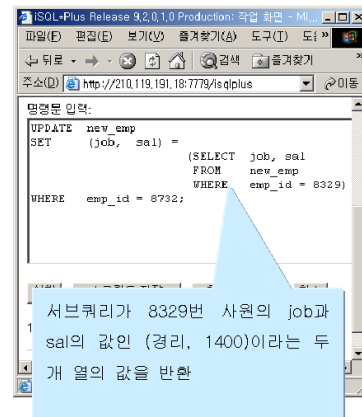 iSQL*Plus Release 9,2,0,1,0 Production: 작업 화면 - Mi...
파일(F) 편집(E) 보기(V) 즐겨찾기(A) 도구(T)
뒤로 검색 즐겨찾기
주소(D) http://210,119,191,18:7779/isqlplus 이동
명령문 입력:
UPDATE new_emp
SET (job, sal) =
(SELECT job, sal
FROM new_emp
WHERE emp_id = 8329)
WHERE emp_id = 8732;
서브쿼리가 8329번 사원의 job과
sal의 값인 (경리, 1400)이라는 두
개 열의 값을 반환